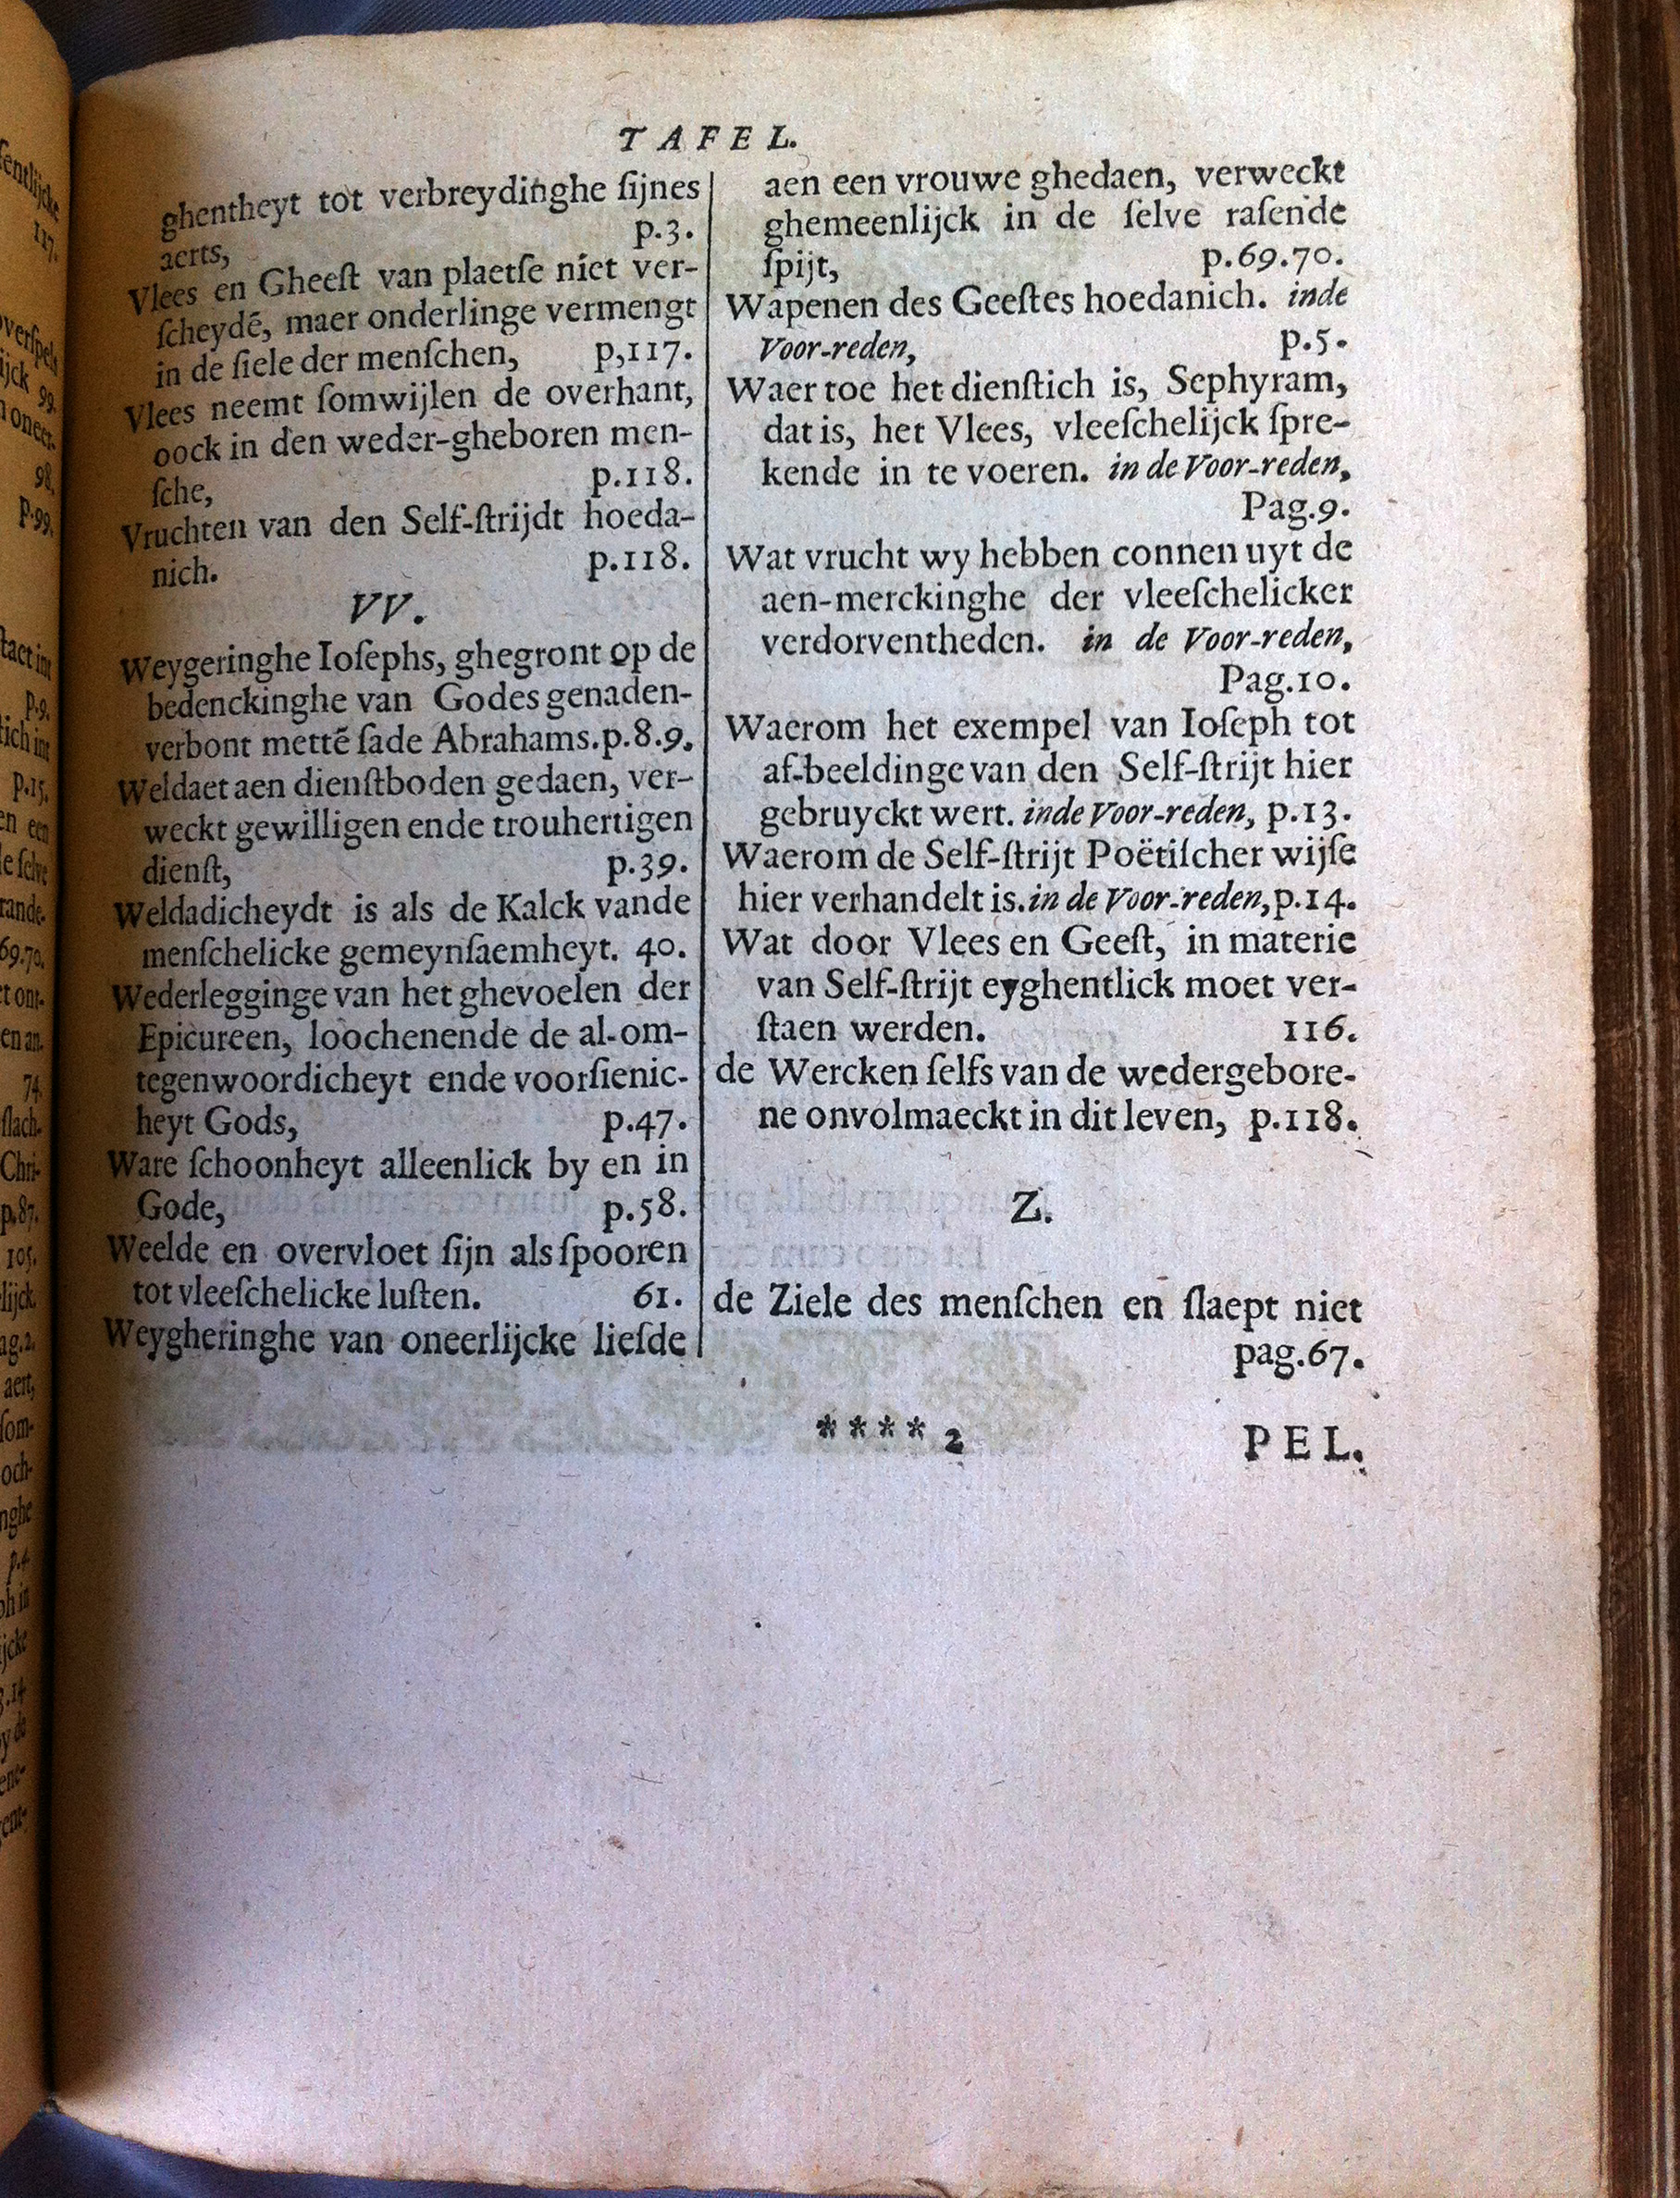 TAFEL.
ghentheyt tot verbreydinghe ſijnes
aerts, p.3.
Vlees en Gheeſt van plaetſe niet ver-
ſcheydē, maer onderlinge vermengt
in de ſiele der menſchen, p,117.
Vlees neemt ſomwijlen de overhant,
oock in den weder-gheboren men-
ſche, p.118.
Vruchten van den Self-ſtrijdt hoeda-
nich. p.118.
VV.
Weygeringhe Ioſephs, ghegront op de
bedenckinghe van Godes genaden-
verbont mettē ſade Abrahams.p.8.9.
Weldaet aen dienſtboden gedaen, ver-
weckt gewilligen ende trouhertigen
dienſt, p.39.
Weldadicheydt is als de Kalck vande
menſchelicke gemeynſaemheyt. 40.
Wederlegginge van het ghevoelen der
Epicureen, loochenende de al-om-
tegenwoordicheyt ende voorſienic-
heyt Gods, p.47.
Ware ſchoonheyt alleenlick by en in
Gode, p.58.
Weelde en overvloet ſijn als ſpooren
tot vleeſchelicke luſten. 61.
Weygheringhe van oneerlijcke lieſde
aen een vrouwe ghedaen, verweckt
ghemeenlijck in de ſelve raſende
ſpijt, p.69.70.
Wapenen des Geeſtes hoedanich. inde
Voor-reden, p.5.
Waer toe het dienſtich is, Sephyram,
dat is, het Vlees, vleeſchelijck ſpre-
kende in te voeren. in de Voor-reden,
Pag.9.
Wat vrucht wy hebben connen uyt de
aen-merckinghe der vleeſchelicker
verdorventheden. in de Voor-reden,
Pag.10.
Waerom het exempel van Ioſeph tot
af-beeldinge van den Self-ſtrijt hier
gebruyckt wert. inde Voor-reden, p.13.
Waerom de Self-ſtrijt Poëtiſcher wijſe
hier verhandelt is. in de Voor-reden, p.14.
Wat door Vlees en Geeſt, in materie
van Self-ſtrijt eyghentlick moet ver-
ſtaen werden. 116.
de Wercken ſelfs van de wedergebore-
ne onvolmaeckt in dit leven, p.118.
Z.
de Ziele des menſchen en ſlaept niet
pag.67.
****2 PEL.